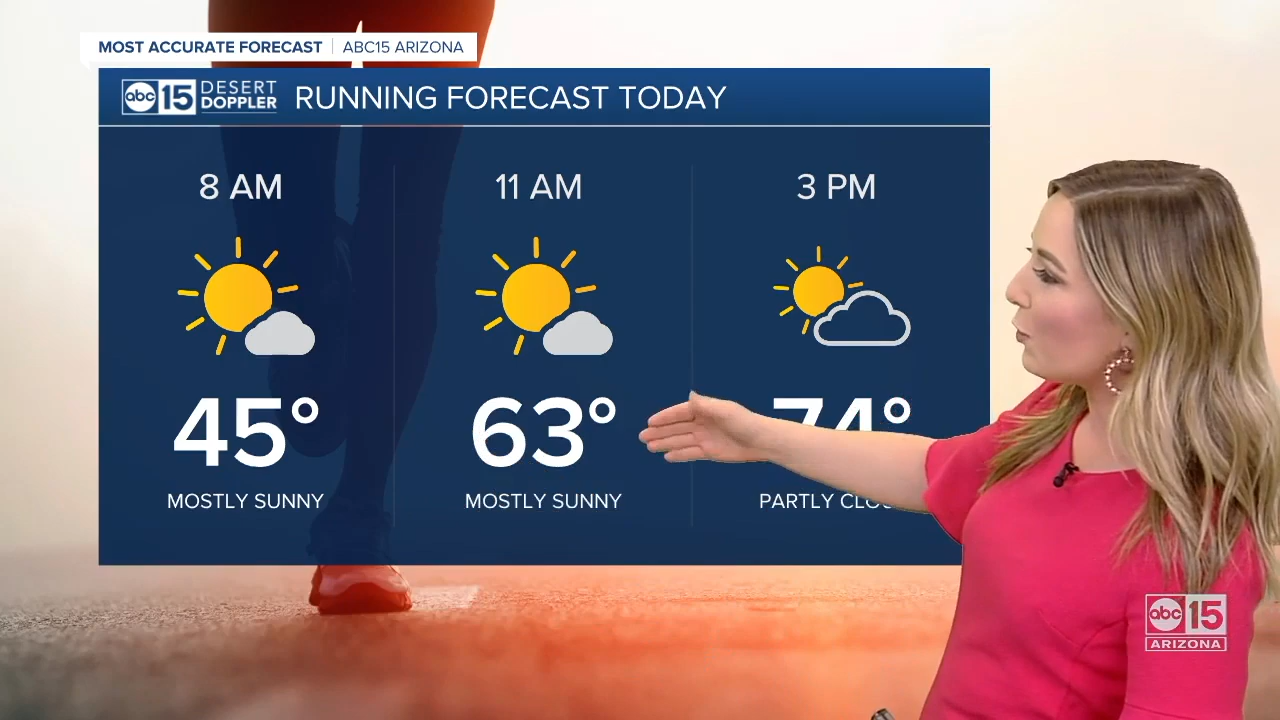 MOST ACCURATE FORECAST | ABC15 ARIZONA
abc 15 DESERT DOPPLER RUNNING FORECAST TODAY
8 AM 11 AM 3 PM
45° 63° 74°
MOSTLY SUNNY MOSTLY SUNNY PARTLY
abc 15
ARIZONA